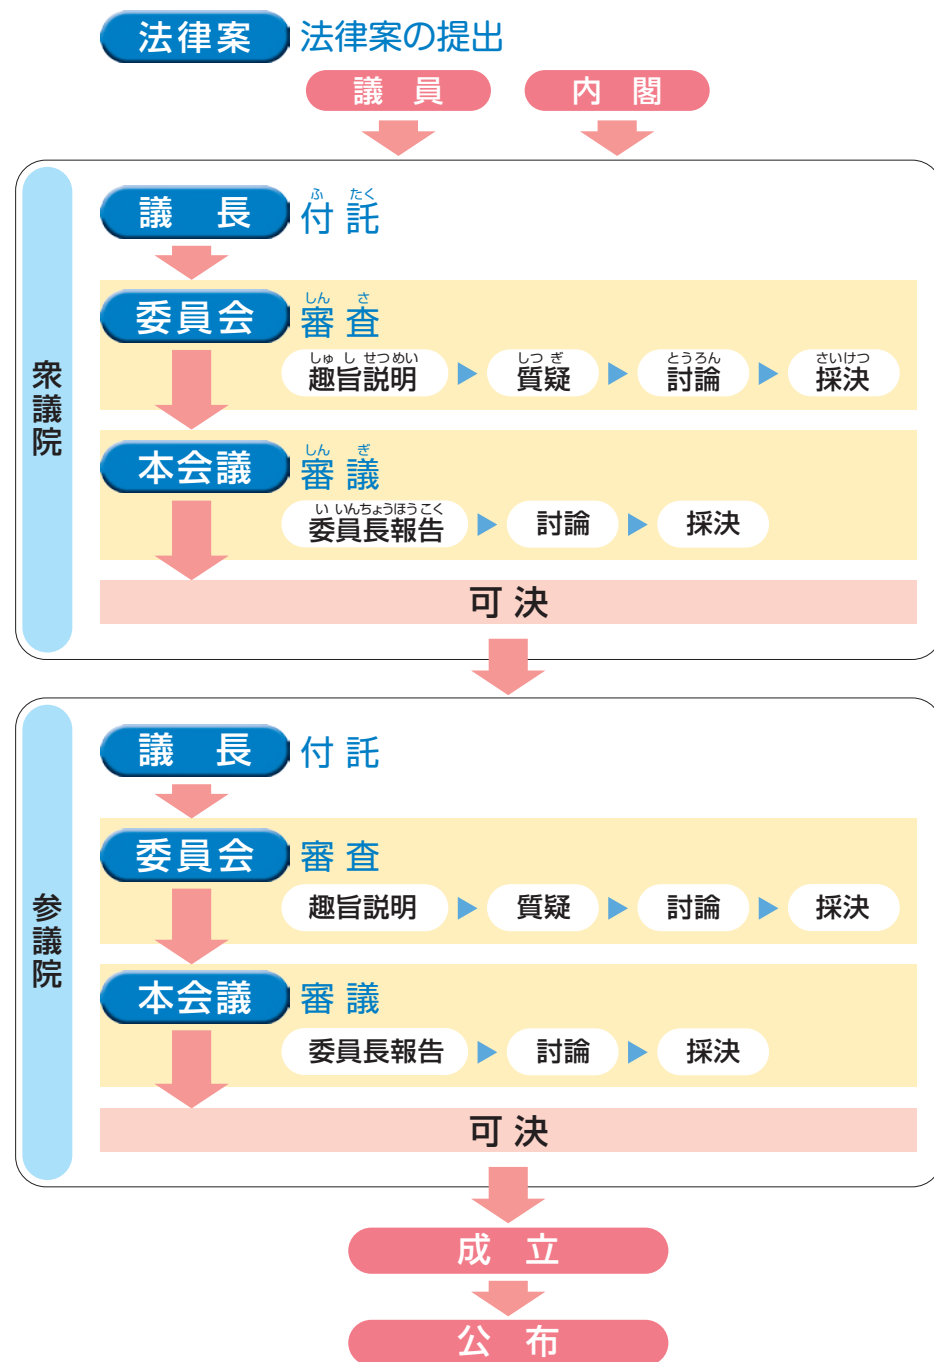 法律案 法律案の提出
議員 内閣
衆議院
議長 付託
ふ たく
委員会 審査
しん さ
趣旨説明 質疑 討論 採決
しゅ し せつめい しつ ぎ とうろん さいけつ
本会議 審議
しん ぎ
委員長報告 討論 採決
い いんちょうほうこく
可決
参議院
議長 付託
委員会 審査
趣旨説明 質疑 討論 採決
本会議 審議
委員長報告 討論 採決
可決
成立
公布